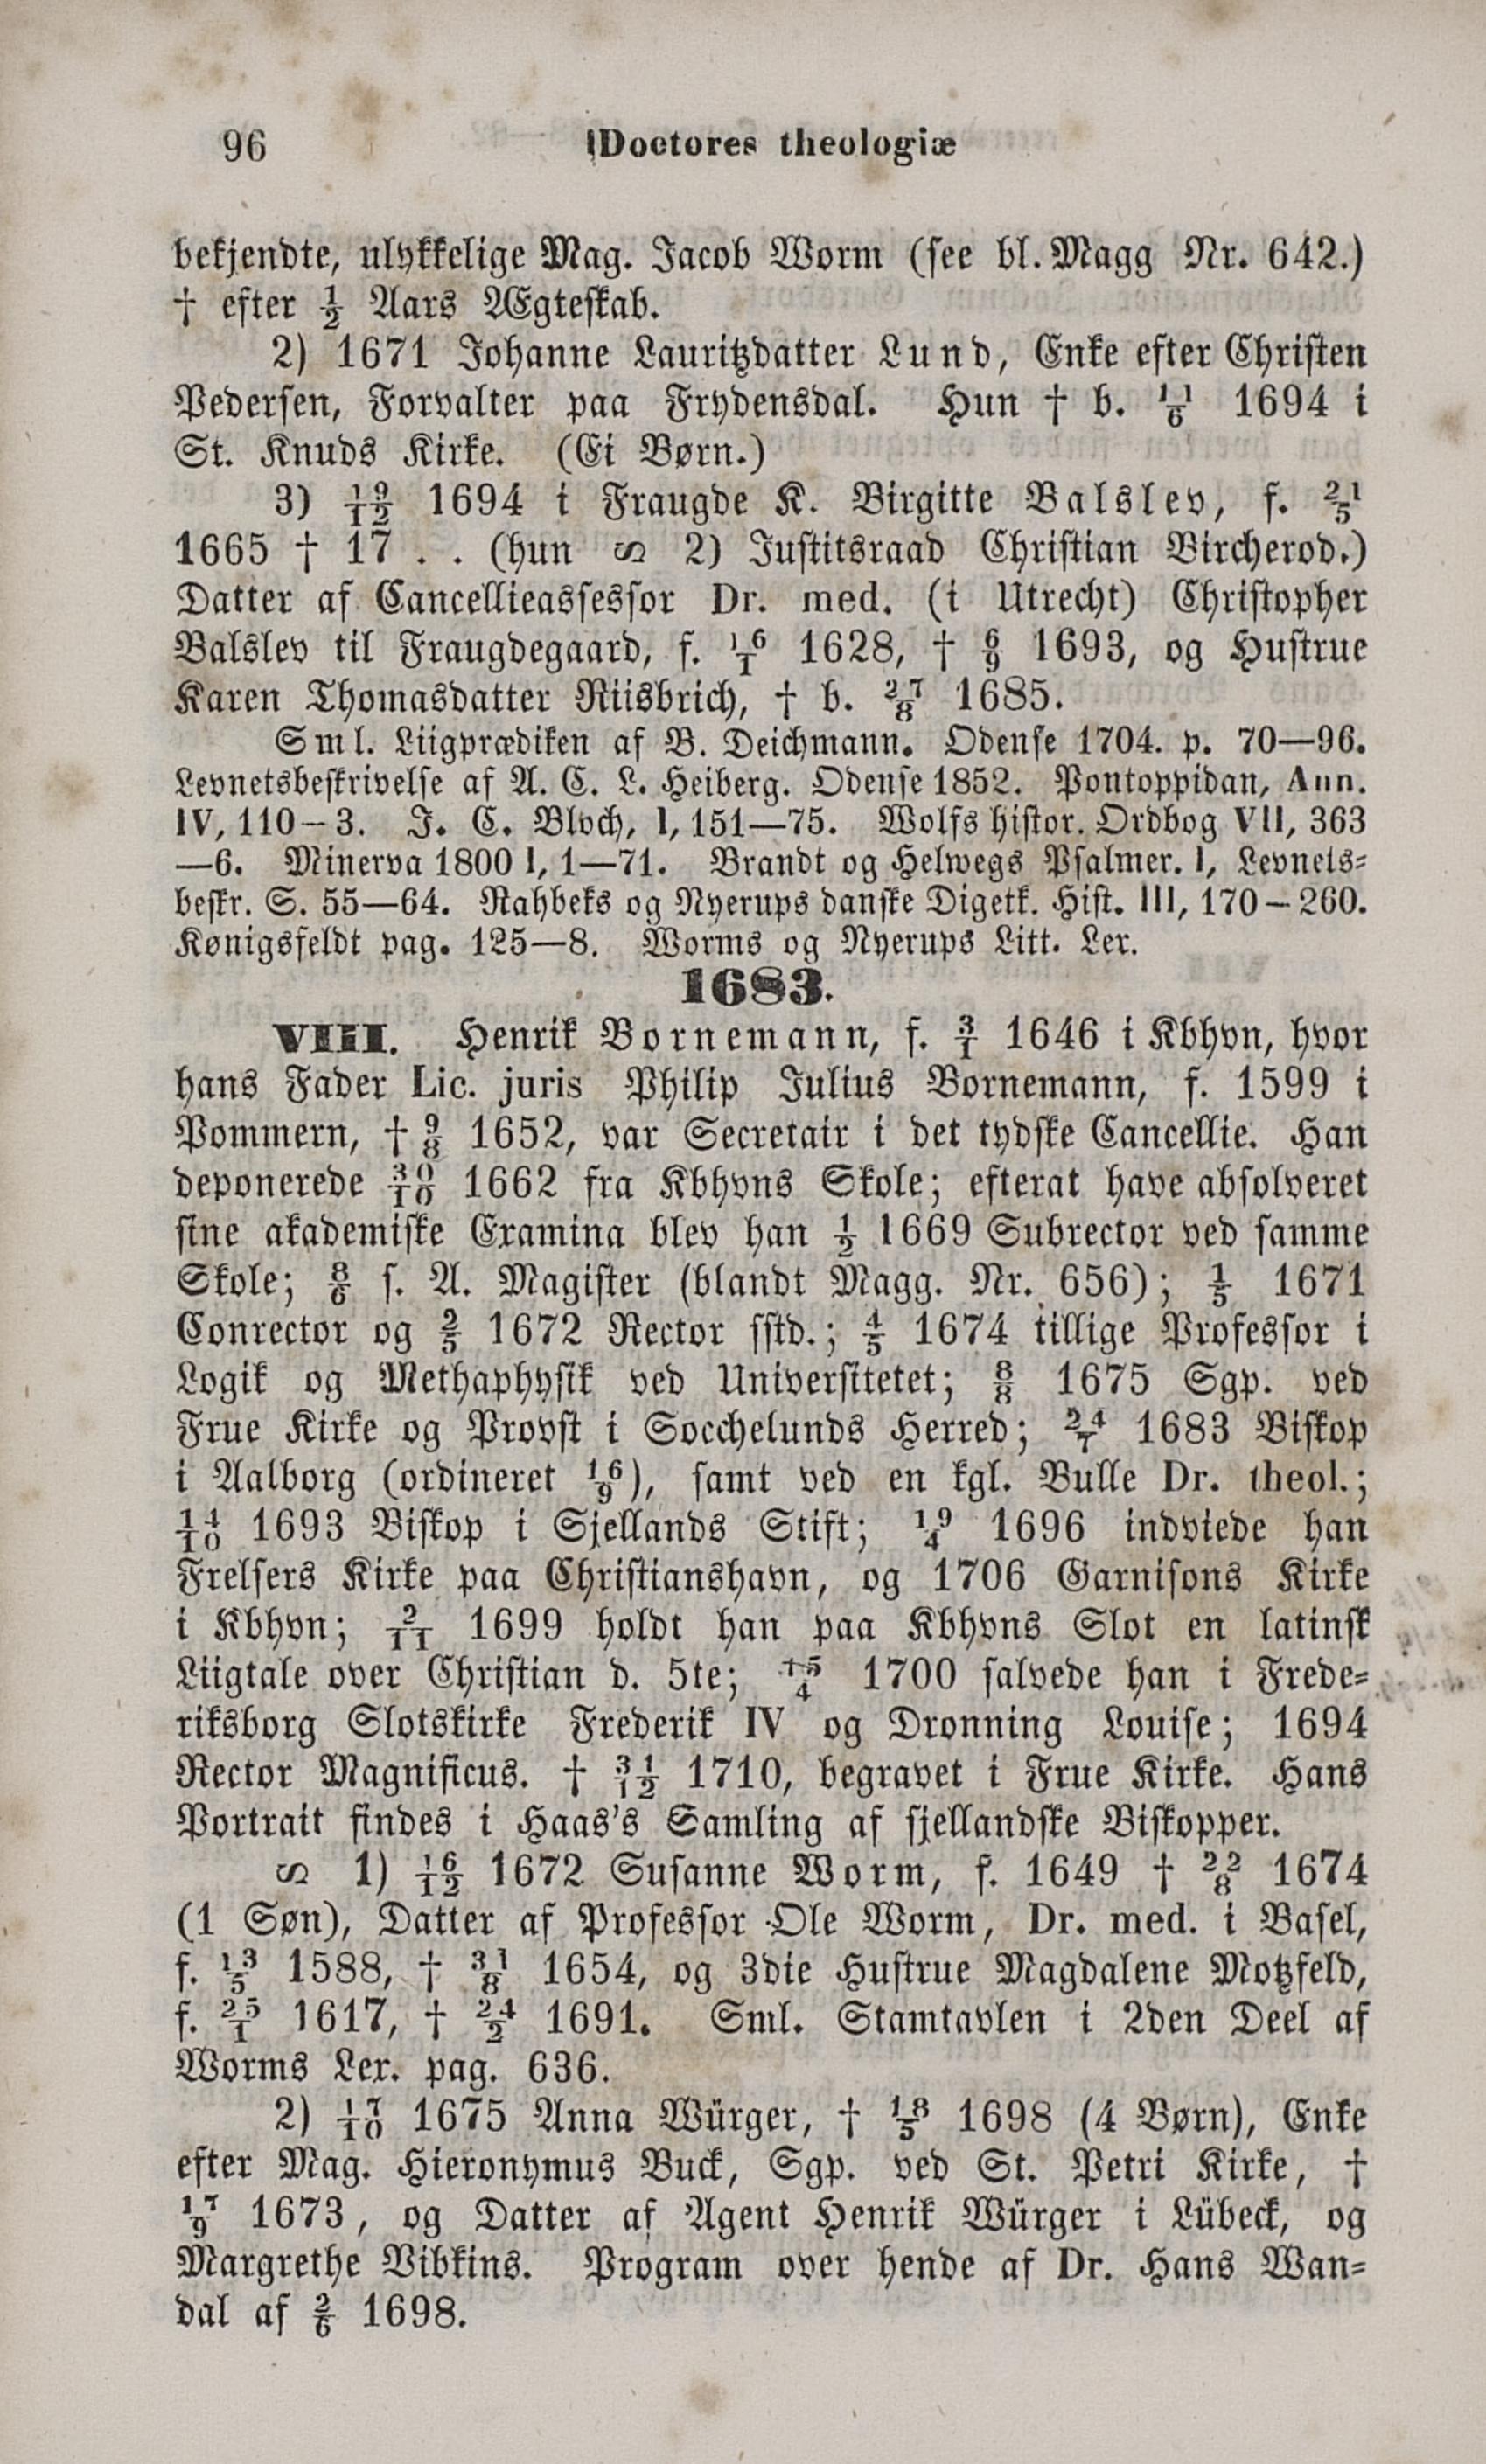 96 Doctores theologiæ
bekjendte, ulykkelige Mag. Jacob Worm (see bl. Magg Nr. 642.)
† efter 1/2 Aars Ægteskab.
2) 1671 Johanne Lauritzdatter Lund, Enke efter Christen
Pedersen, Forvalter paa Frydensdal. Hun † b. 11/6 1694 i
St. Knuds Kirke. (Ei Børn.)
3) 19/12 1694 i Fraugde K. Birgitte Balslev, f. 21/5
1665 † 17 . . (hun ∽ 2) Justitsraad Christian Bircherod.)
Datter af Cancellieassessor Dr. med. (i Utrecht) Christopher
Balslev til Fraugdegaard, f. 16/1 1628, † 6/9 1693, og Hustrue
Karen Thomasdatter Riisbrich, † b. 27/8 1685.
Sml. Liigprædiken af B. Deichmann. Odense 1704. p. 70—96.
Levnetsbeskrivelse af A. C. L. Heiberg. Odense 1852. Pontoppidan, Ann.
IV, 110-3. J. C. Bloch, I, 151—75. Wolfs histor. Ordbog VII, 363
—6. Minerva 1800 I, 1—71. Brandt og Helwegs Psalmer. I, Levnets-
beskr. S. 55—64. Rahbeks og Nyerups danske Digetk. Hist. III, 170-260.
Kønigsfeldt pag. 125—8. Worms og Nyerups Litt. Lex.
1683.
VIII. Henrik Bornemann, f. 3/1 1646 i Kbhvn, hvor
hans Fader Lic. juris Philip Julius Bornemann, f. 1599 i
Pommern, † 9/8 1652, var Secretair i det tydske Cancellie. Han
deponerede 30/10 1662 fra Kbhvns Skole; efterat have absolveret
sine akademiske Examina blev han 1/2 1669 Subrector ved samme
Skole; 8/6 s. A. Magister (blandt Magg. Nr. 656); 1/5 1671
Conrector og 2/5 1672 Rector sstd.; 4/5 1674 tillige Professor i
Logik og Methaphysik ved Universitetet; 8/8 1675 Sgp. ved
Frue Kirke og Provst i Socchelunds Herred; 24/7 1683 Biskop
i Aalborg (ordineret 16/9), samt ved en kgl. Bulle Dr. theol.;
14/10 1693 Biskop i Sjellands Stift; 19/4 1696 indviede han
Frelsers Kirke paa Christianshavn, og 1706 Garnisons Kirke
i Kbhvn; 2/11 1699 holdt han paa Kbhvns Slot en latinsk
Liigtale over Christian d. 5te; 15/4 1700 salvede han i Frede-
riksborg Slotskirke Frederik IV og Dronning Louise; 1694
Rector Magnificus. † 31/12 1710, begravet i Frue Kirke. Hans
Portrait findes i Haas's Samling af sjellandske Biskopper.
∽ 1) 16/12 1672 Susanne Worm, f. 1649 † 22/8 1674
(1 Søn), Datter af Professor Ole Worm, Dr. med. i Basel,
f. 13/5 1588, † 31/8 1654, og 3die Hustrue Magdalene Motzfeld,
f. 25/1 1617, † 24/2 1691. Sml. Stamtavlen i 2den Deel af
Worms Lex. pag. 636.
2) 17/10 1675 Anna Würger, † 18/5 1698 (4 Børn), Enke
efter Mag. Hieronymus Buck, Sgp. ved St. Petri Kirke, †
17/9 1673, og Datter af Agent Henrik Würger i Lübeck, og
Margrethe Vibkins. Program over hende af Dr. Hans Wan-
dal af 2/6 1698.